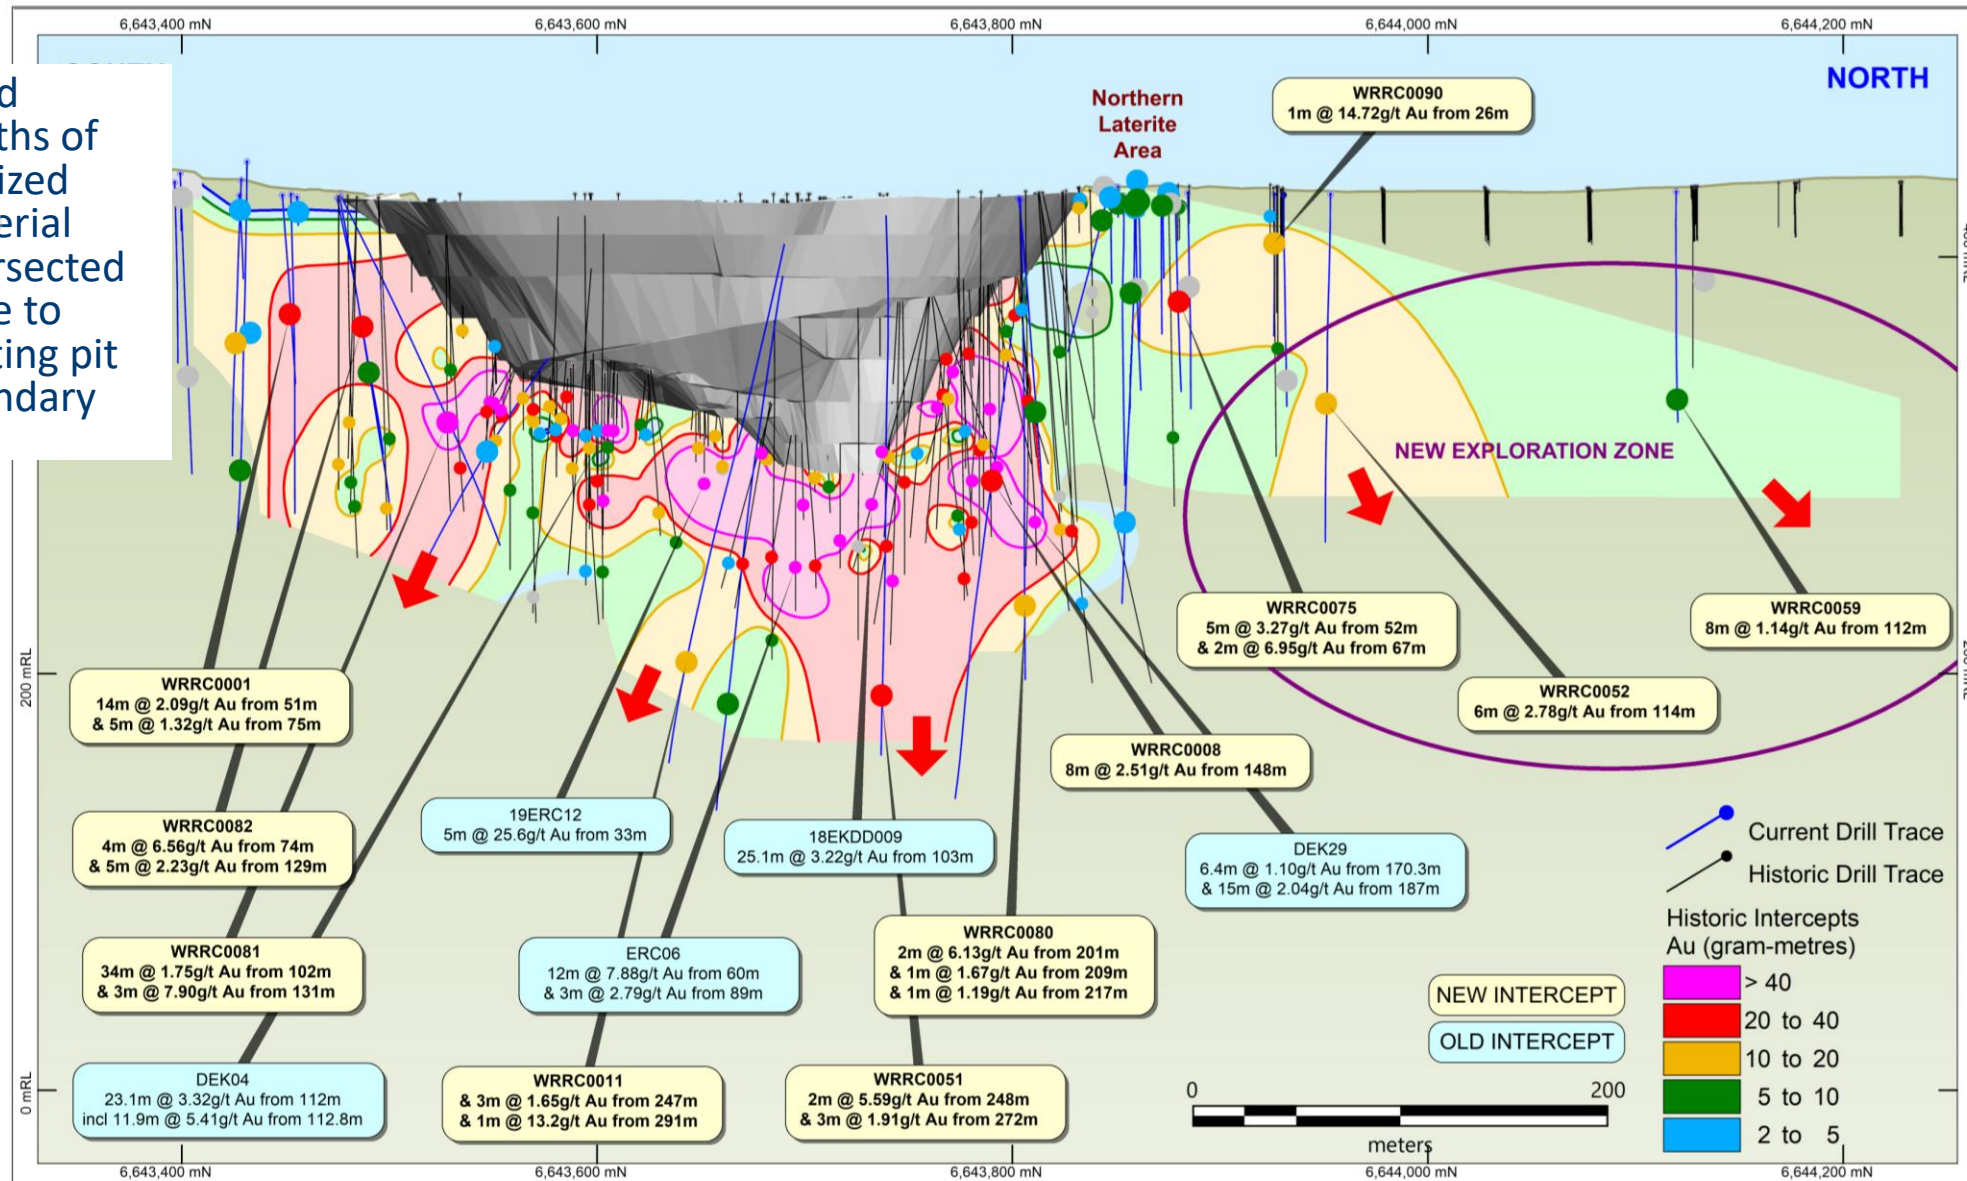 6,643,400 mN
6,643,600 mN
6,643,800 mN
6,644,000 mN
6,644,200 mN
NORTH
ths of
ized
erial
rsected
e to
ting pit
ndary
Northern
Laterite
Area
WRRC0090
1m @ 14.72g/t Au from 26m
NEW EXPLORATION ZONE
200 mRL
0 mRL
WRRC0001
14m @ 2.09g/t Au from 51m
& 5m @ 1.32g/t Au from 75m
WRRC0082
4m @ 6.56g/t Au from 74m
& 5m @ 2.23g/t Au from 129m
WRRC0081
34m @ 1.75g/t Au from 102m
& 3m @ 7.90g/t Au from 131m
DEK04
23.1m @ 3.32g/t Au from 112m
incl 11.9m @ 5.41g/t Au from 112.8m
19ERC12
5m @ 25.6g/t Au from 33m
ERC06
12m @ 7.88g/t Au from 60m
& 3m @ 2.79g/t Au from 89m
WRRC0011
& 3m @ 1.65g/t Au from 247m
& 1m @ 13.2g/t Au from 291m
18EKDD009
25.1m @ 3.22g/t Au from 103m
WRRC0080
2m @ 6.13g/t Au from 201m
& 1m @ 1.67g/t Au from 209m
& 1m @ 1.19g/t Au from 217m
WRRC0051
2m @ 5.59g/t Au from 248m
& 3m @ 1.91g/t Au from 272m
WRRC0008
8m @ 2.51g/t Au from 148m
DEK29
6.4m @ 1.10g/t Au from 170.3m
& 15m @ 2.04g/t Au from 187m
WRRC0075
5m @ 3.27g/t Au from 52m
& 2m @ 6.95g/t Au from 67m
WRRC0052
6m @ 2.78g/t Au from 114m
WRRC0059
8m @ 1.14g/t Au from 112m
Current Drill Trace
Historic Drill Trace
Historic Intercepts
Au (gram-metres)
> 40
20 to 40
10 to 20
5 to 10
2 to 5
NEW INTERCEPT
OLD INTERCEPT
0 200
meters
6,643,400 mN
6,643,600 mN
6,643,800 mN
6,644,000 mN
6,644,200 mN